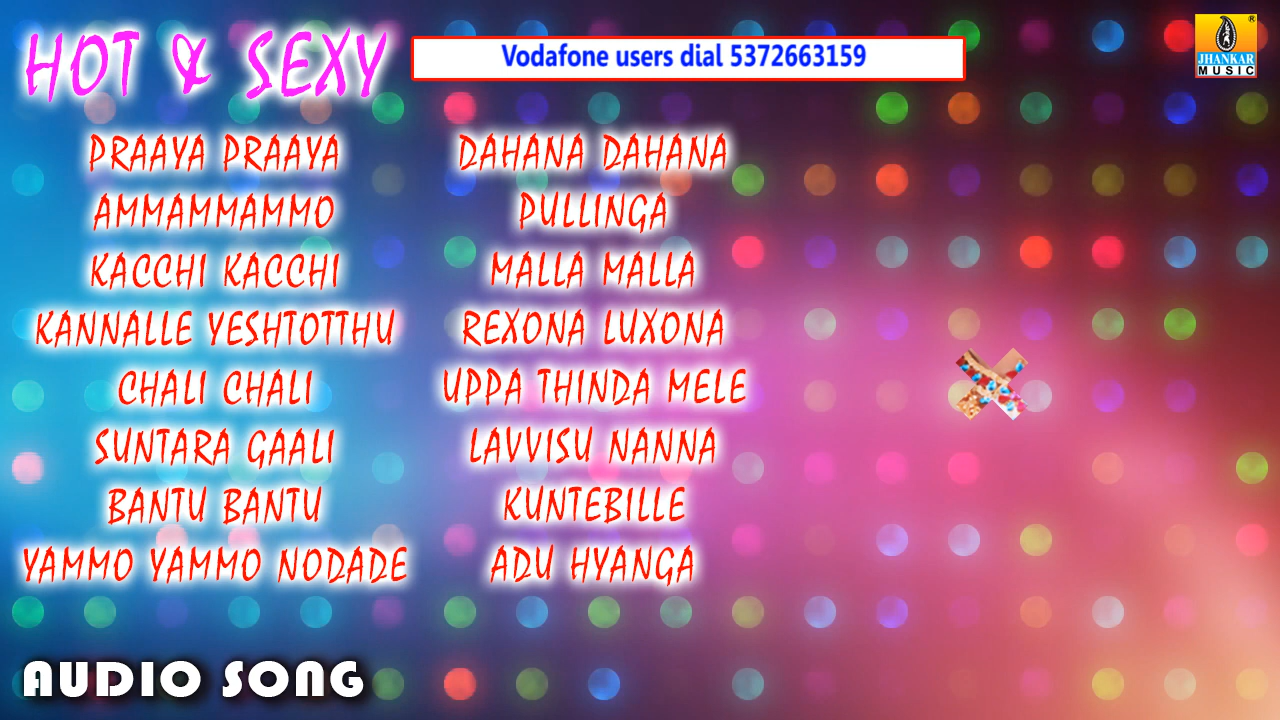 HOT & SEXY
Vodafone users dial 5372663159
JHANKAR
MUSIC
PRAAYA PRAAYA
AMMAMMAMMO
KACCHI KACCHI
KANNALLE YESHTOTTHU
CHALI CHALI
SUNTARA GAALI
BANTU BANTU
YAMMO YAMMO NODADE
DAHANA DAHANA
PULLINGA
MALLA MALLA
REXONA LUXONA
UPPA THINDA MELE
LAVVISU NANNA
KUNTEBILLE
ADU HYANGA
AUDIO SONG